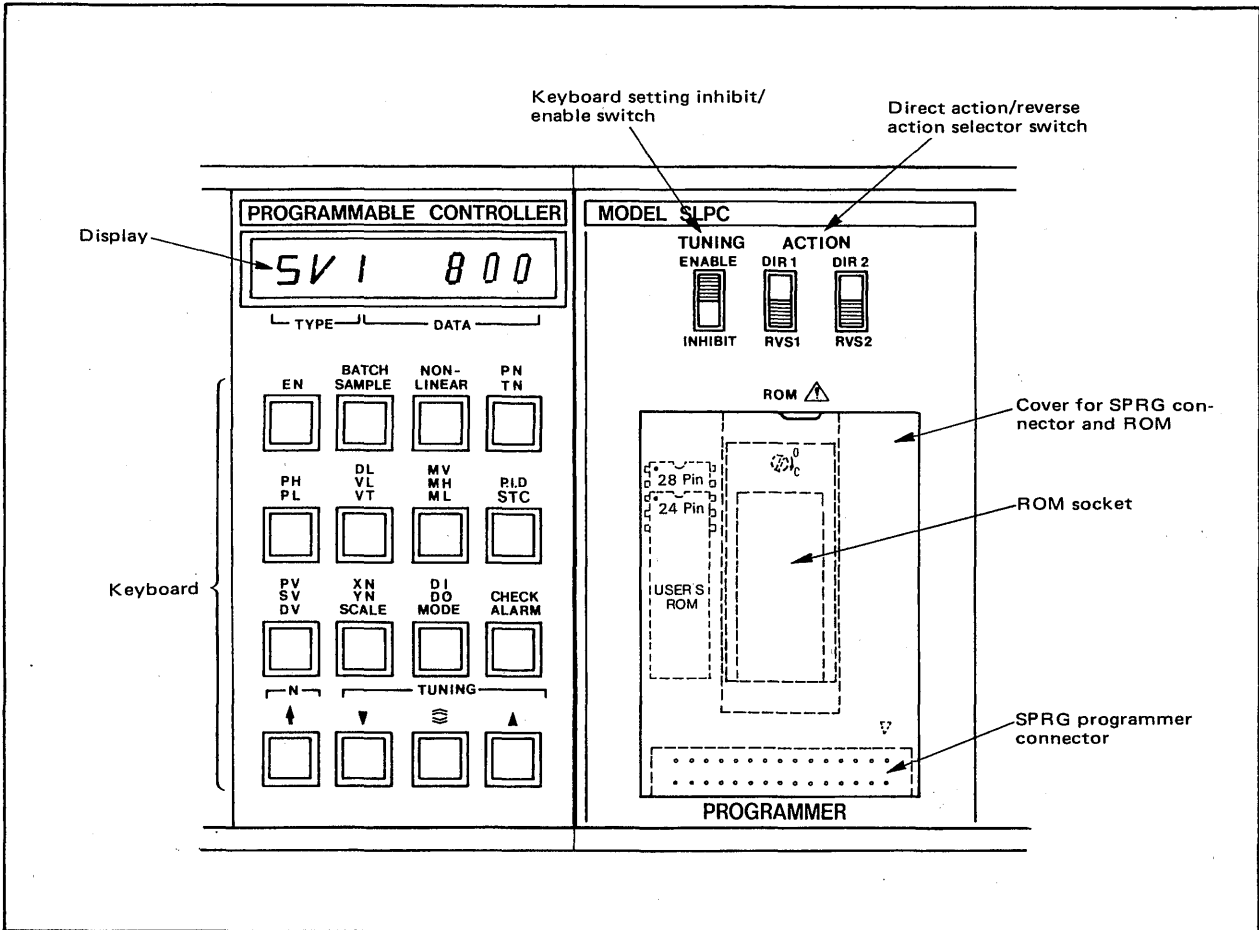 Keyboard setting inhibit/
enable switch
Direct action/reverse
action selector switch
PROGRAMMABLE CONTROLLER
MODEL SLPC
Display
SV 1 800
TYPE DATA
TUNING ACTION
ENABLE DIR 1 DIR 2
INHIBIT RVS1 RVS2
EN
BATCH
SAMPLE
NON-
LINEAR
PN
TN
ROM
Cover for SPRG con-
nector and ROM
O
C
28 Pin
24 Pin
ROM socket
PH
PL
DL
VL
VT
MV
MH
ML
P.I.D
STC
Keyboard
USER'S
ROM
PV
SV
DV
XN
YN
SCALE
DI
DO
MODE
CHECK
ALARM
N TUNING
SPRG programmer
connector
PROGRAMMER